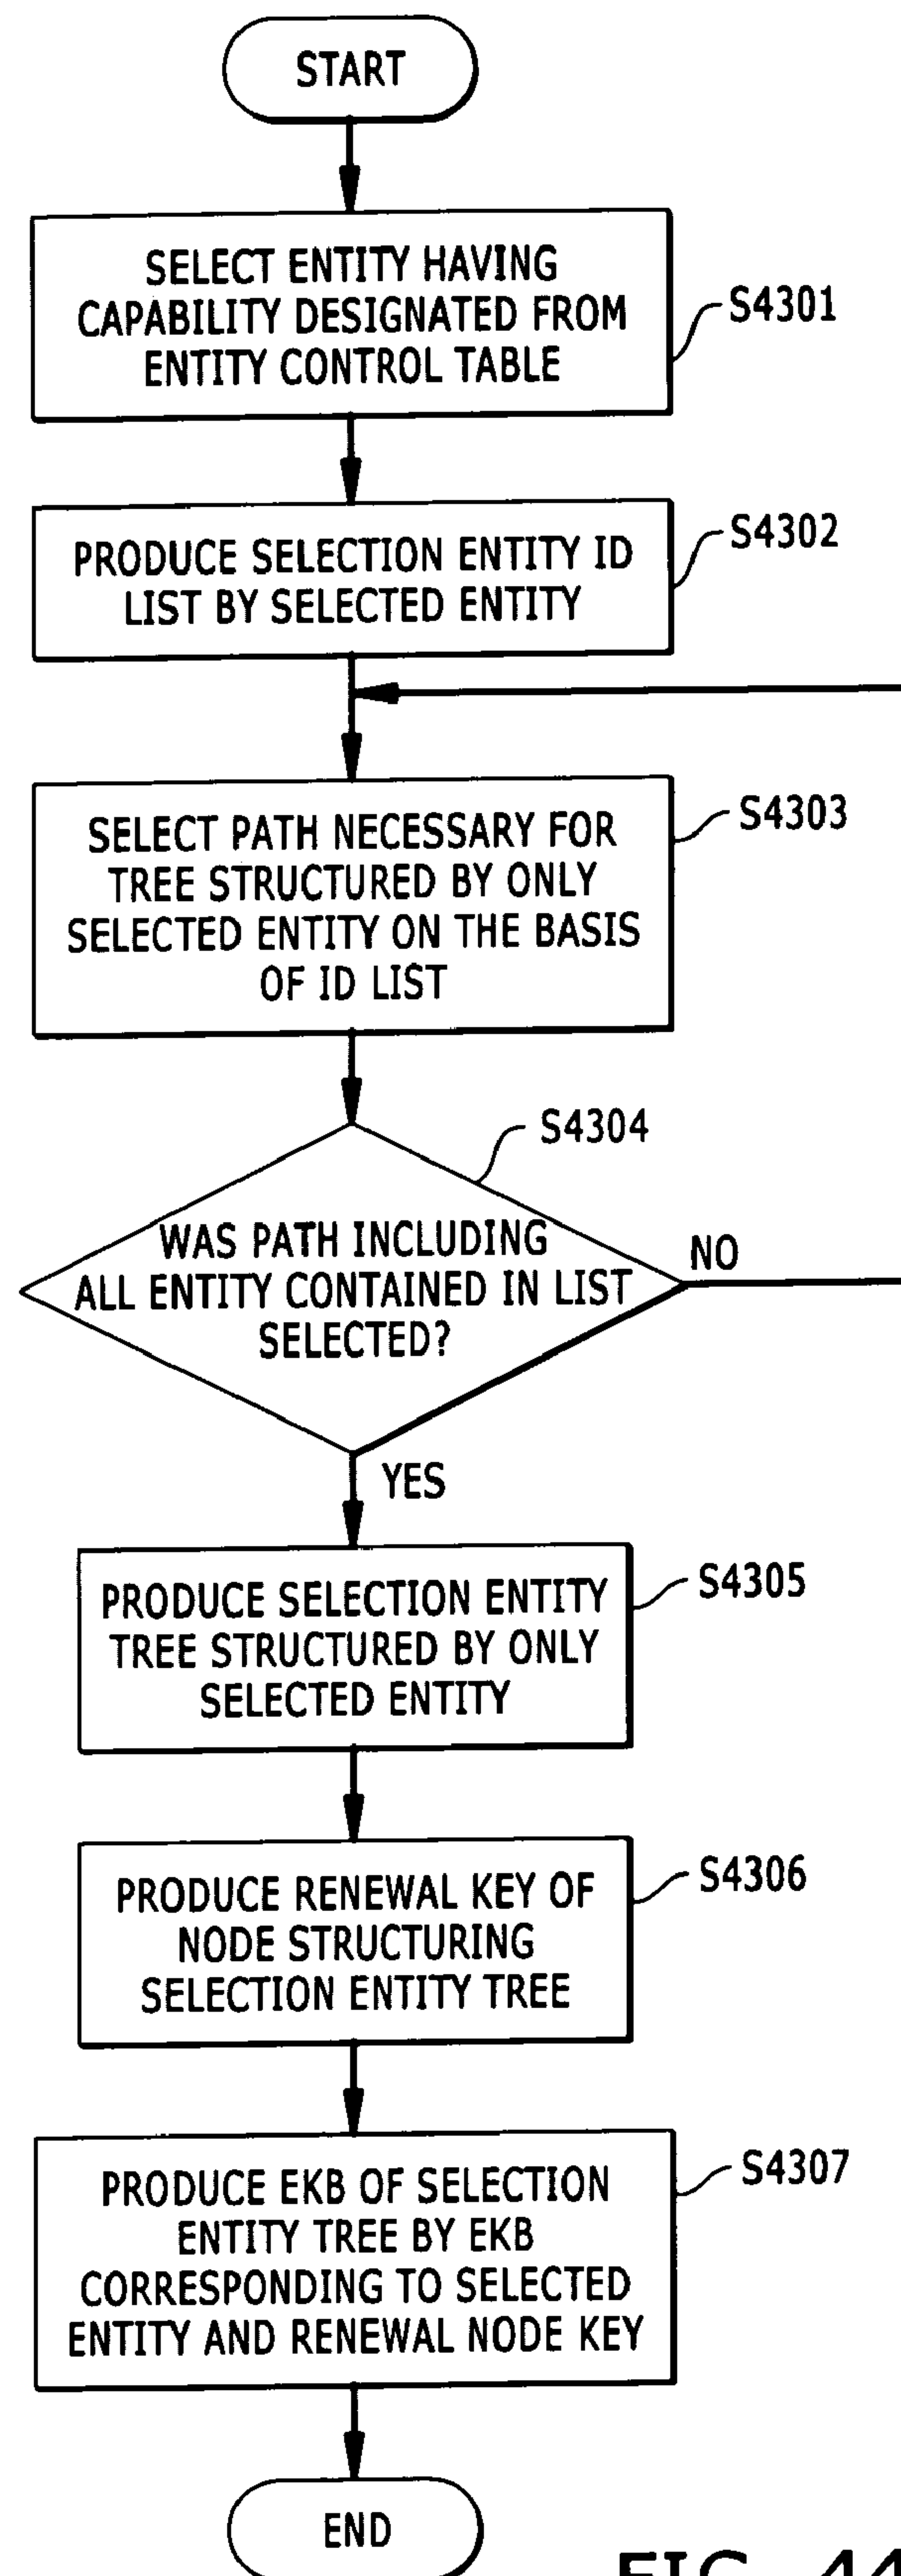 START
SELECT ENTITY HAVING
CAPABILITY DESIGNATED FROM
ENTITY CONTROL TABLE
S4301
PRODUCE SELECTION ENTITY ID
LIST BY SELECTED ENTITY
S4302
SELECT PATH NECESSARY FOR
TREE STRUCTURED BY ONLY
SELECTED ENTITY ON THE BASIS
OF ID LIST
S4303
S4304
WAS PATH INCLUDING
ALL ENTITY CONTAINED IN LIST
SELECTED?
NO
YES
PRODUCE SELECTION ENTITY
TREE STRUCTURED BY ONLY
SELECTED ENTITY
S4305
PRODUCE RENEWAL KEY OF
NODE STRUCTURING
SELECTION ENTITY TREE
S4306
PRODUCE EKB OF SELECTION
ENTITY TREE BY EKB
CORRESPONDING TO SELECTED
ENTITY AND RENEWAL NODE KEY
S4307
END
FIG. 44